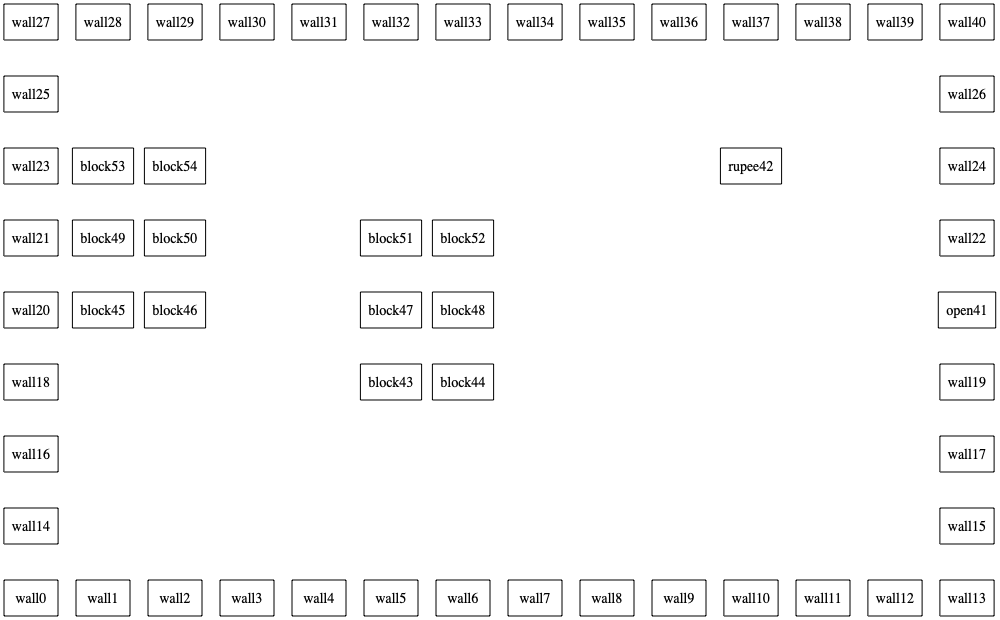 wall27 wall28 wall29 wall30 wall31 wall32 wall33 wall34 wall35 wall36 wall37 wall38 wall39 wall40
wall25 wall26
wall23 block53 block54 rupee42 wall24
wall21 block49 block50 block51 block52 wall22
wall20 block45 block46 block47 block48 open41
wall18 block43 block44 wall19
wall16 wall17
wall14 wall15
wall0 wall1 wall2 wall3 wall4 wall5 wall6 wall7 wall8 wall9 wall10 wall11 wall12 wall13